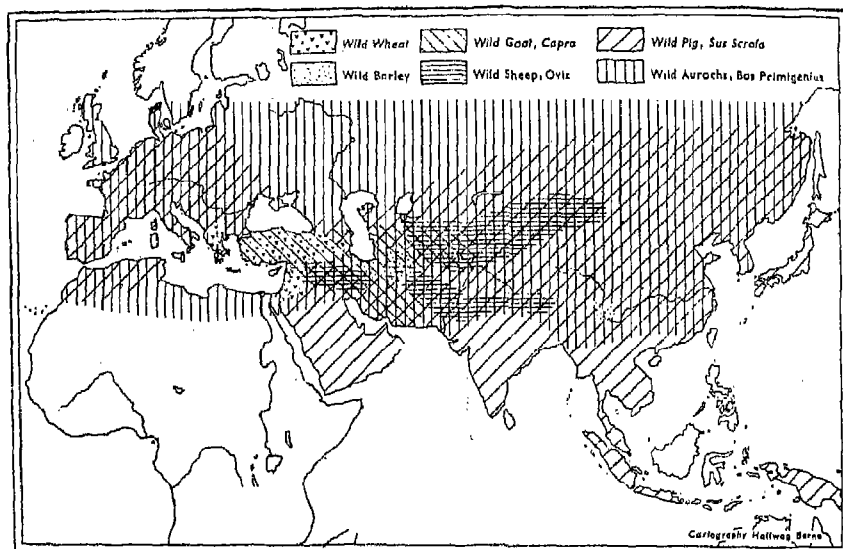 Wild Wheat Wild Goat, Capra Wild Pig, Sus Scrofa
Wild Barley Wild Sheep, Ovis Wild Aurochs, Bos Primigenius
Cartography Hallwag Berne